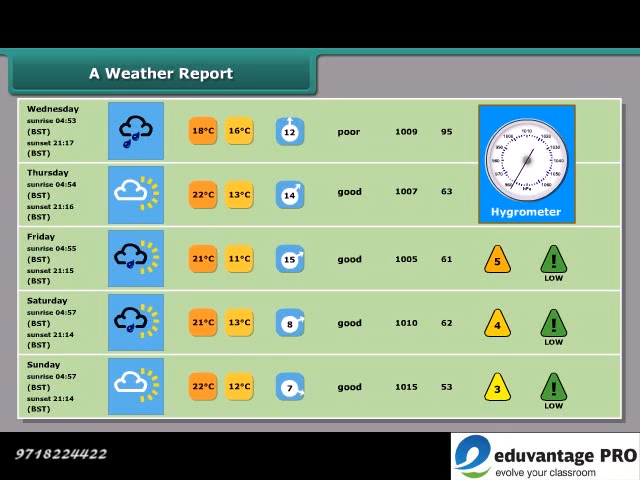 A Weather Report
Wednesday
sunrise 04:53
(BST)
sunset 21:17
(BST)
18°C 16°C 12 poor 1009 95
Hygrometer
Thursday
sunrise 04:54
(BST)
sunset 21:16
(BST)
22°C 13°C 14 good 1007 63
Friday
sunrise 04:55
(BST)
sunset 21:15
(BST)
21°C 11°C 15 good 1005 61 5 !
LOW
Saturday
sunrise 04:57
(BST)
sunset 21:14
(BST)
21°C 13°C 8 good 1010 62 4 !
LOW
Sunday
sunrise 04:57
(BST)
sunset 21:14
(BST)
22°C 12°C 7 good 1015 53 3 !
LOW
9718224422
eduvantage PRO
evolve your classroom